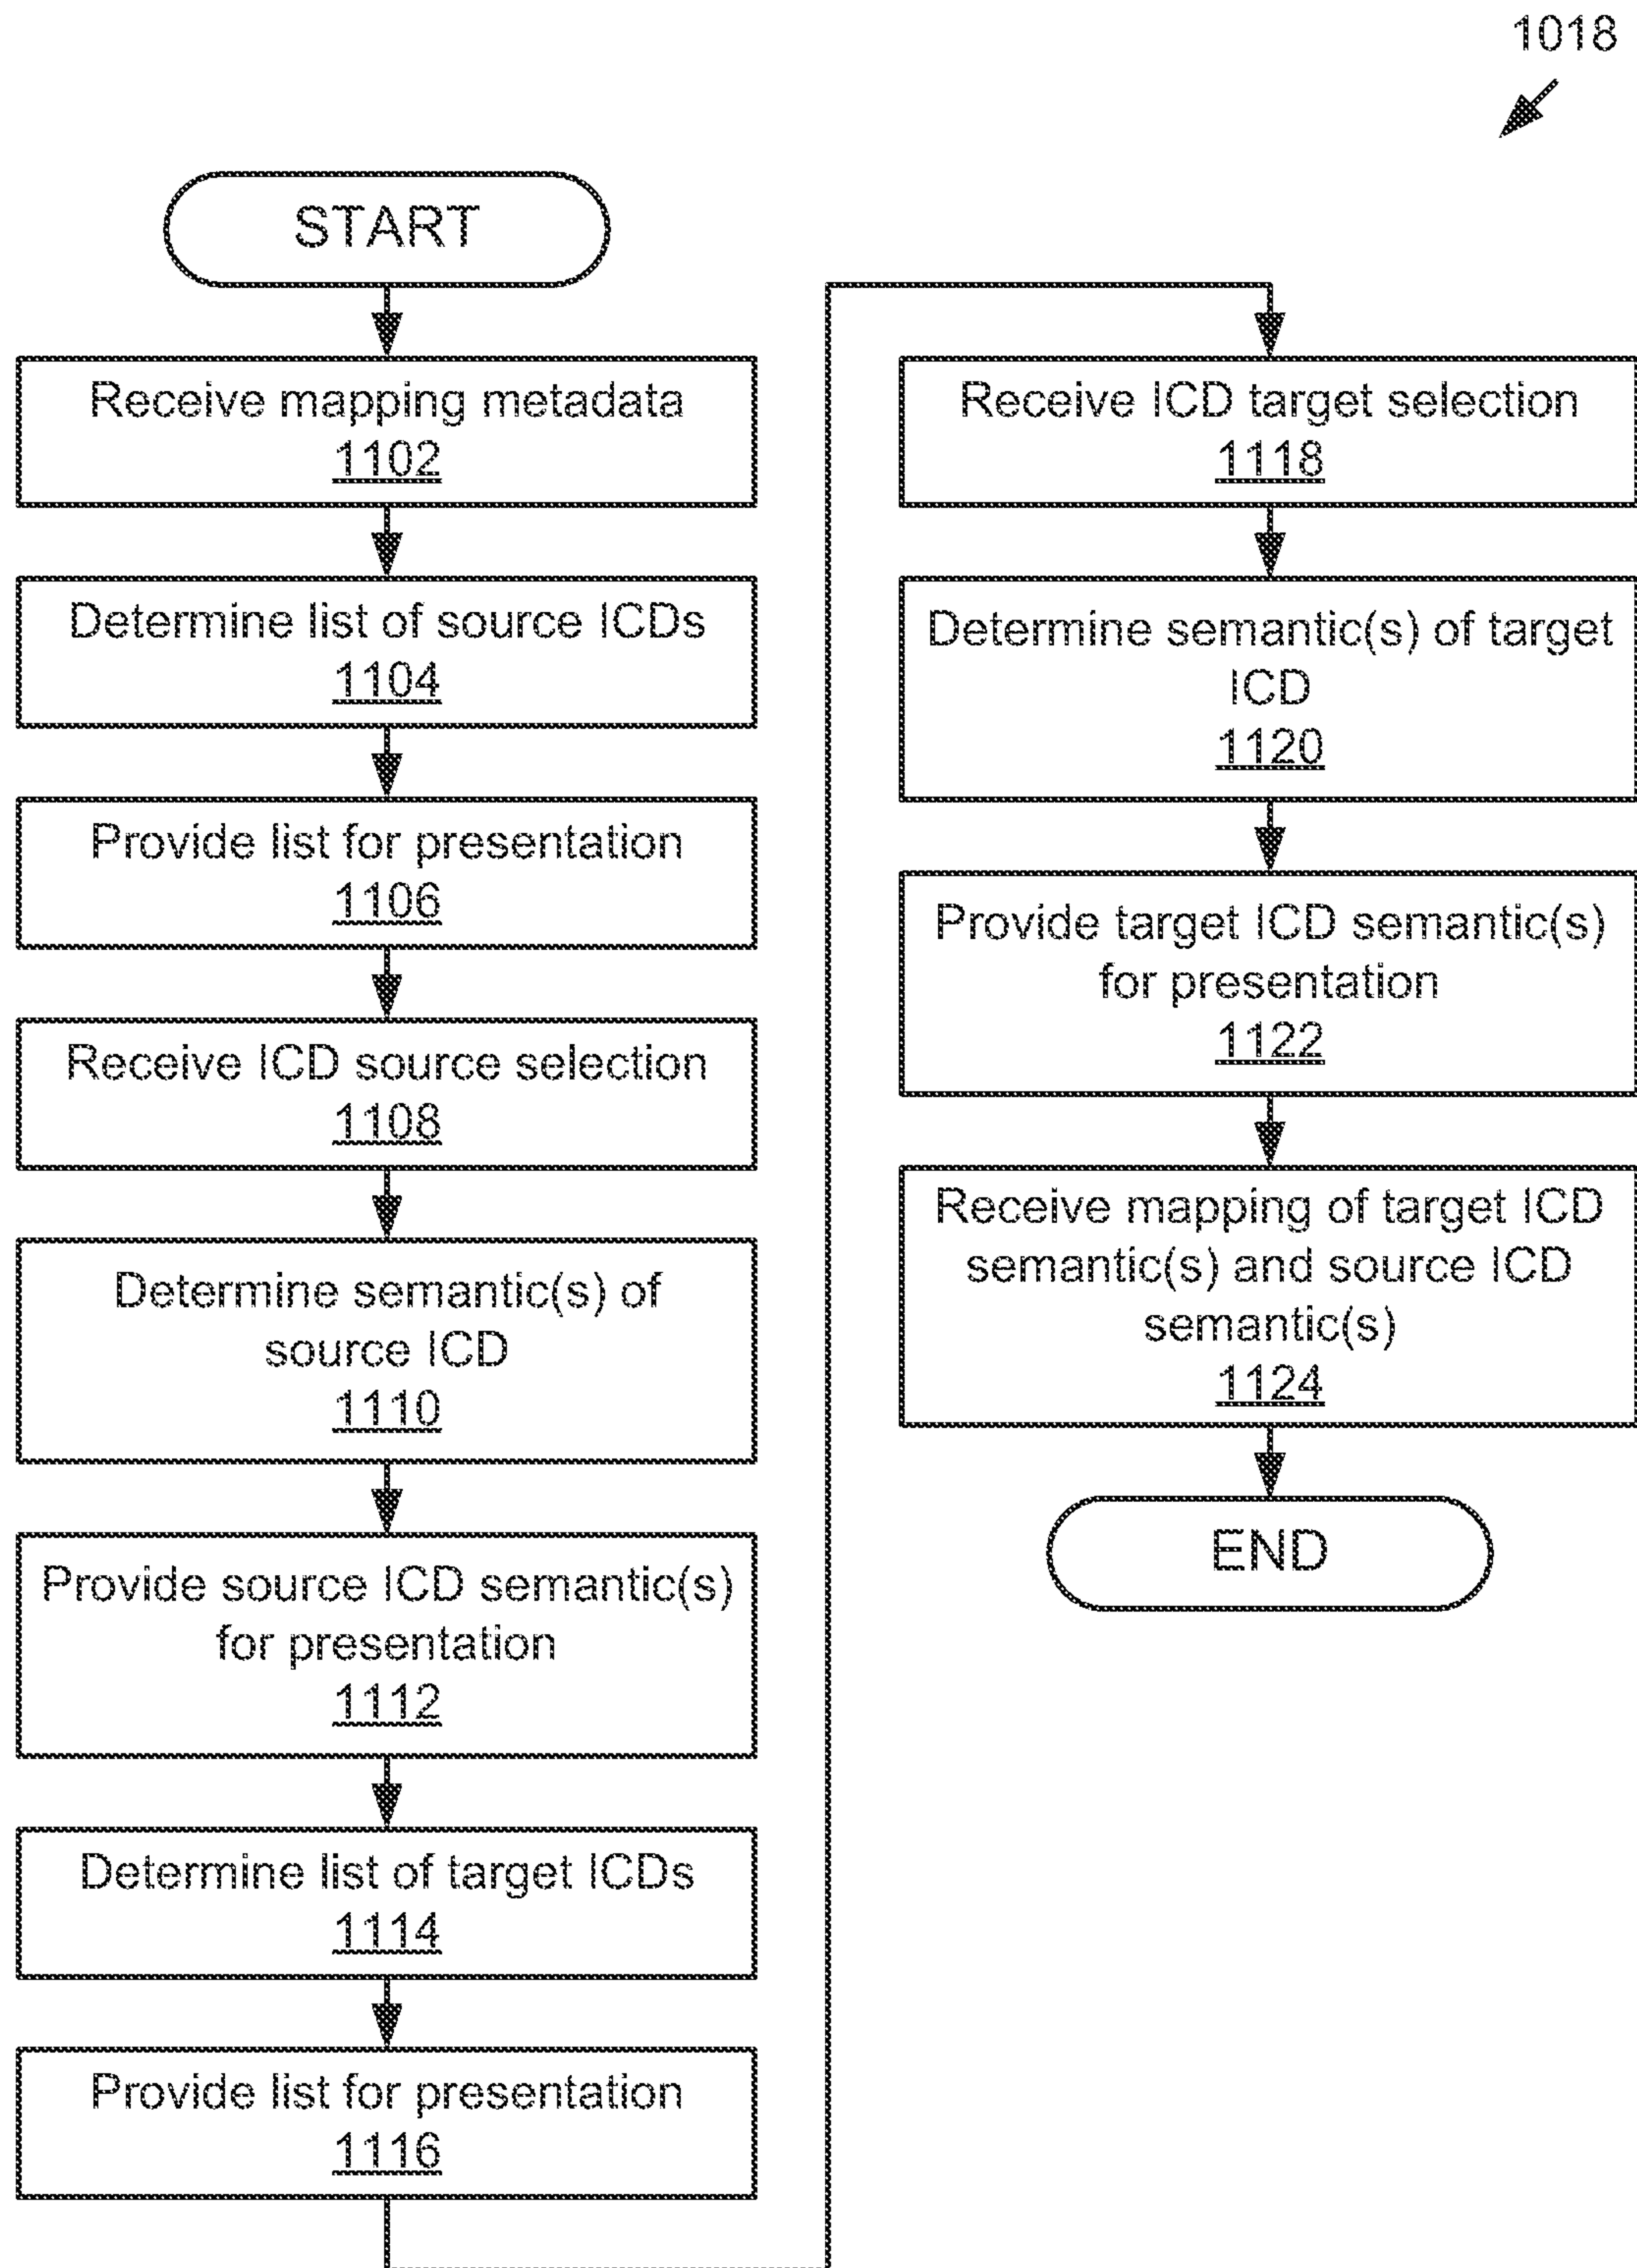 1018
START
Receive mapping metadata
1102
Determine list of source ICDs
1104
Provide list for presentation
1106
Receive ICD source selection
1108
Determine semantic(s) of
source ICD
1110
Provide source ICD semantic(s)
for presentation
1112
Determine list of target ICDs
1114
Provide list for presentation
1116
Receive ICD target selection
1118
Determine semantic(s) of target
ICD
1120
Provide target ICD semantic(s)
for presentation
1122
Receive mapping of target ICD
semantic(s) and source ICD
semantic(s)
1124
END